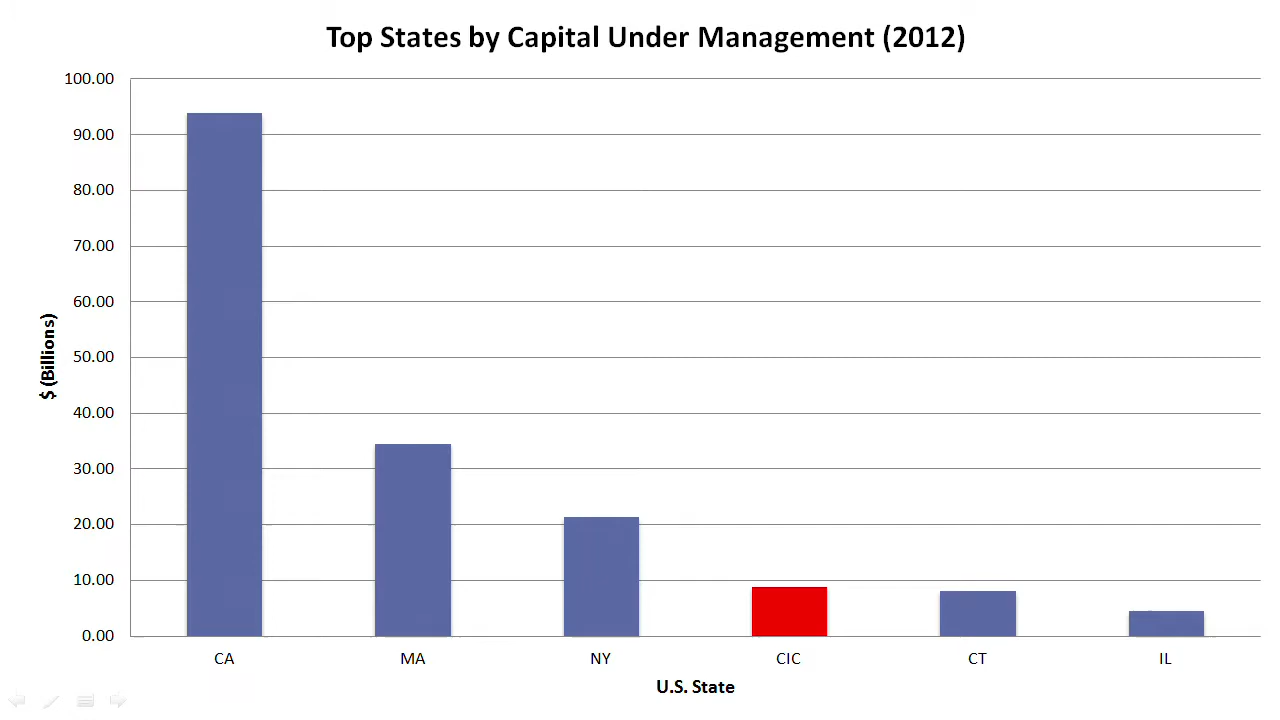 Top States by Capital Under Management (2012)
100.00
90.00
80.00
70.00
60.00
50.00
40.00
30.00
20.00
10.00
0.00
$ (Billions)
CA MA NY CIC CT IL
U.S. State